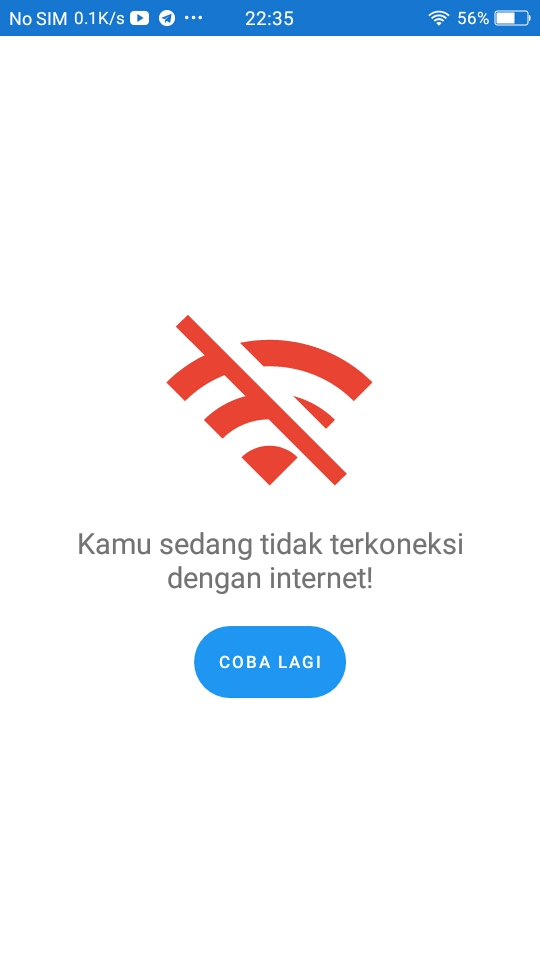 No SIM 0.1K/s 22:35 56%
Kamu sedang tidak terkoneksi
dengan internet!
COBA LAGI